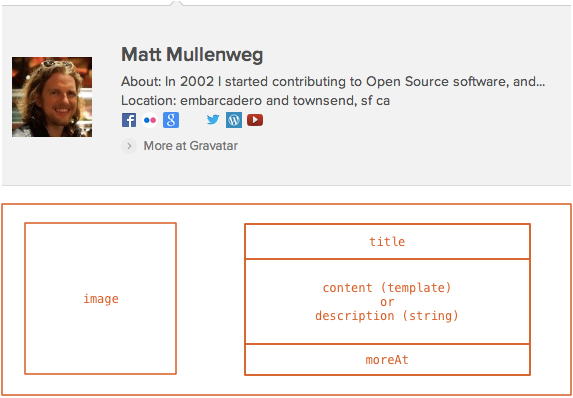 Matt Mullenweg
About: In 2002 I started contributing to Open Source software, and...
Location: embarcadero and townsend, sf ca
More at Gravatar
image
title
content (template)
or
description (string)
moreAt